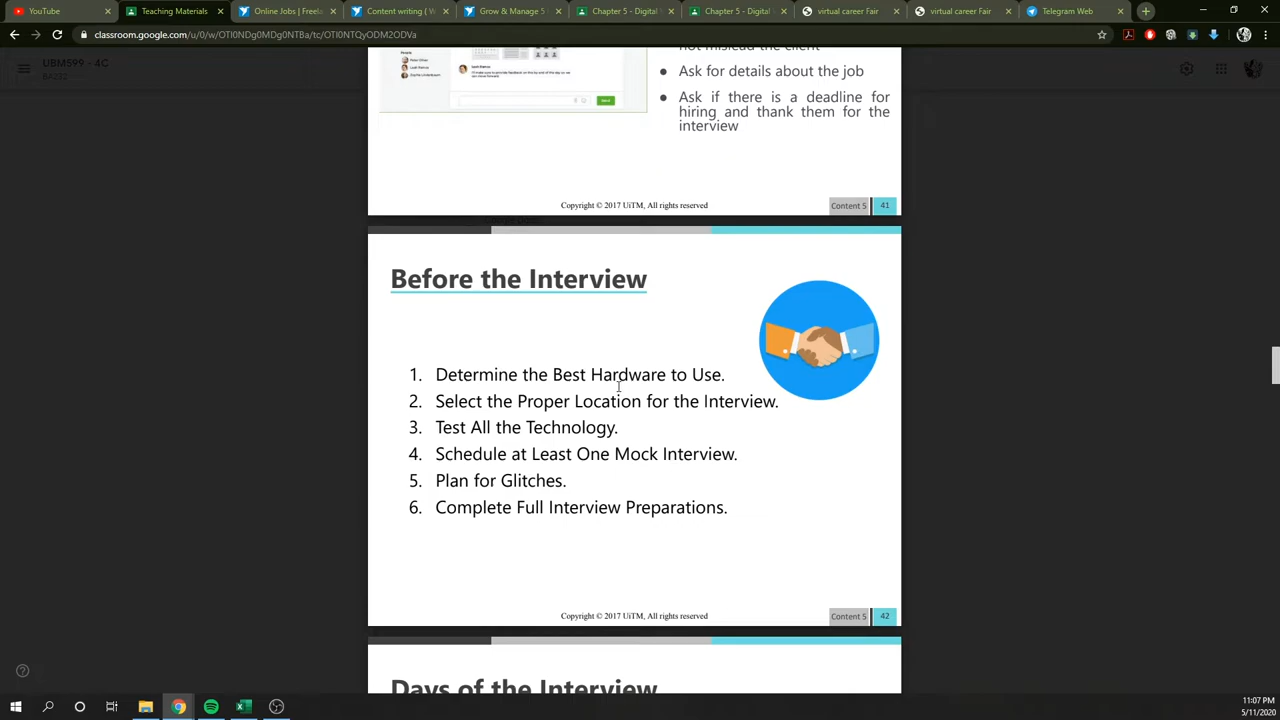 YouTube
Teaching Materials
Online Jobs | Freela
Content writing ( V
Grow & Manage S
Chapter 5 - Digital
Chapter 5 - Digital
virtual career Fair
virtual career Fair
Telegram Web
classroom.google.com/u/0/w/OTI0NDg0MDg0NTBa/tc/OTI0NTQyODM2ODVa
not mislead the client
People
Send
● Ask for details about the job
● Ask if there is a deadline for
hiring and thank them for the
interview
Copyright © 2017 UiTM, All rights reserved
Content 5
41
Before the Interview
1. Determine the Best Hardware to Use.
2. Select the Proper Location for the Interview.
3. Test All the Technology.
4. Schedule at Least One Mock Interview.
5. Plan for Glitches.
6. Complete Full Interview Preparations.
Copyright © 2017 UiTM, All rights reserved
Content 5
42
Days of the Interview
11:07 PM
5/11/2020